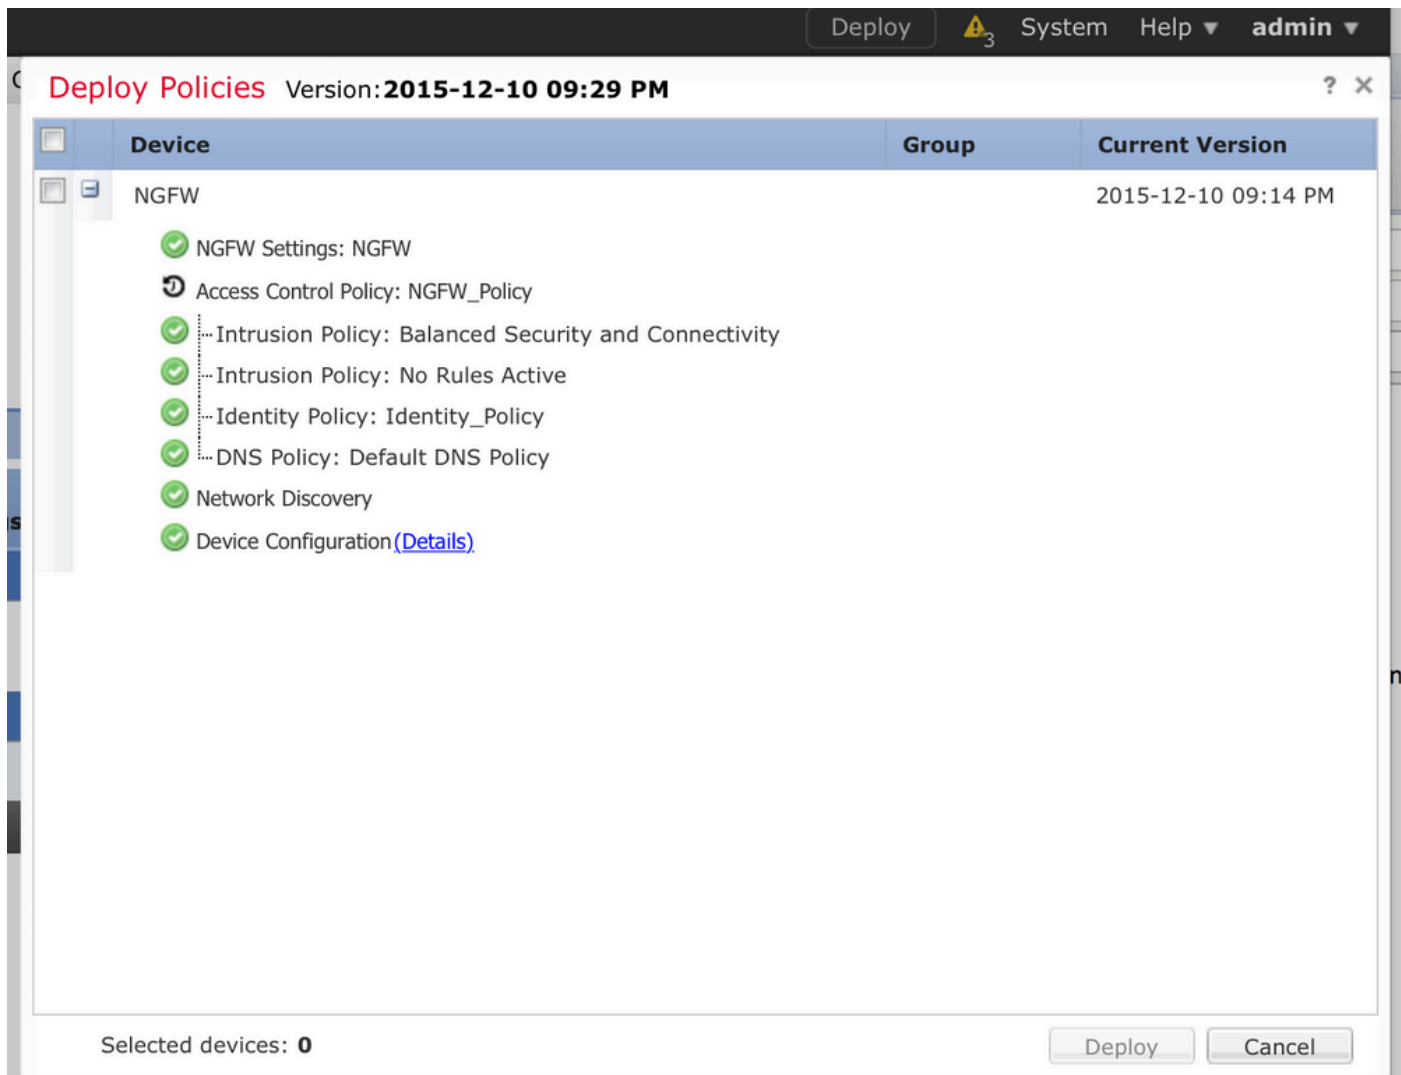 Deploy 3 System Help ▼ admin ▼
Deploy Policies Version:2015-12-10 09:29 PM ? ×
Device Group Current Version
NGFW 2015-12-10 09:14 PM
NGFW Settings: NGFW
Access Control Policy: NGFW_Policy
Intrusion Policy: Balanced Security and Connectivity
Intrusion Policy: No Rules Active
Identity Policy: Identity_Policy
DNS Policy: Default DNS Policy
Network Discovery
Device Configuration(Details)
Selected devices: 0 Deploy Cancel